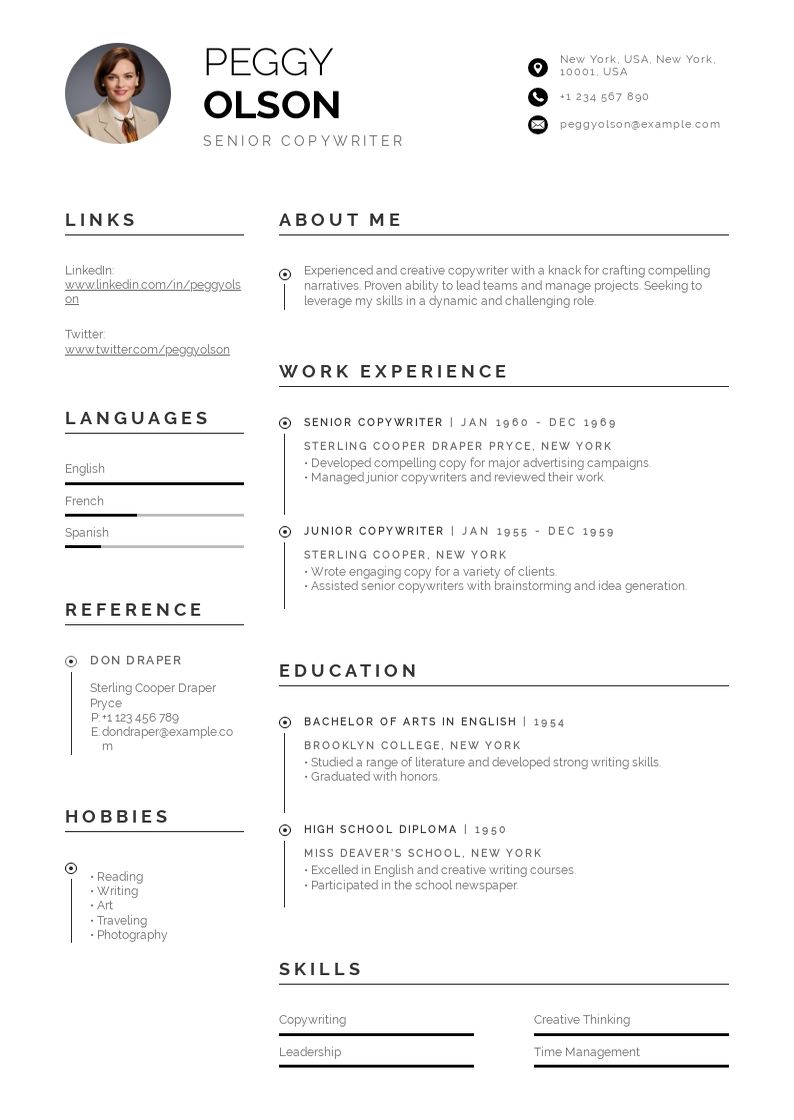 PEGGY
OLSON
SENIOR COPYWRITER
New York, USA, New York,
10001, USA
+1 234 567 890
peggyolson@example.com
LINKS
LinkedIn:
www.linkedin.com/in/peggyols
on
Twitter:
www.twitter.com/peggyolson
LANGUAGES
English
French
Spanish
REFERENCE
DON DRAPER
Sterling Cooper Draper
Pryce
P: +1 123 456 789
E: dondraper@example.co
m
HOBBIES
• Reading
• Writing
• Art
• Traveling
• Photography
ABOUT ME
Experienced and creative copywriter with a knack for crafting compelling
narratives. Proven ability to lead teams and manage projects. Seeking to
leverage my skills in a dynamic and challenging role.
WORK EXPERIENCE
SENIOR COPYWRITER | JAN 1960 - DEC 1969
STERLING COOPER DRAPER PRYCE, NEW YORK
• Developed compelling copy for major advertising campaigns.
• Managed junior copywriters and reviewed their work.
JUNIOR COPYWRITER | JAN 1955 - DEC 1959
STERLING COOPER, NEW YORK
• Wrote engaging copy for a variety of clients.
• Assisted senior copywriters with brainstorming and idea generation.
EDUCATION
BACHELOR OF ARTS IN ENGLISH | 1954
BROOKLYN COLLEGE, NEW YORK
• Studied a range of literature and developed strong writing skills.
• Graduated with honors.
HIGH SCHOOL DIPLOMA | 1950
MISS DEAVER'S SCHOOL, NEW YORK
• Excelled in English and creative writing courses.
• Participated in the school newspaper.
SKILLS
Copywriting
Creative Thinking
Leadership
Time Management